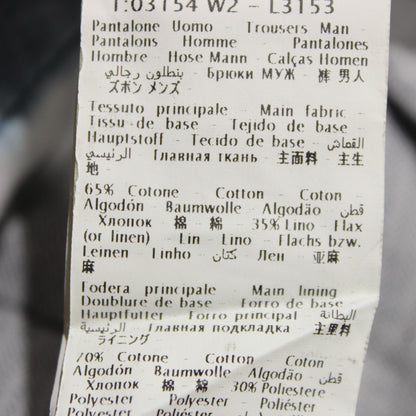 T:03154 W2 - L3153
Pantalone Uomo - Trousers Man -
Pantalons Homme - Pantalones
Hombre - Hose Mann - Calças Homen
- بنطلون رجالي - Брюки МУЖ - 裤 男人
ズボン メンズ -
Tessuto principale - Main fabric -
Tissu de base - Tejido de base -
Hauptstoff - Tecido de base - القماش
الرئيسي - Главная ткань - 主面料 - 主生
地 -
65% Cotone - Cotton - Coton -
Algodón - Baumwolle - Algodão - قطن
- Хлопок 棉 綿 - 35% Lino - Flax
(or linen) - Lin - Lino - Flachs bzw.
Leinen - Linho - كتان - Лен - 亚麻
麻
Fodera principale - Main lining -
Doublure de base - Forro de base -
Hauptfutter - Forro principal - البطانة
الرئيسية - Главная подкладка - 主里料
- ライニング -
70% Cotone - Cotton - Coton -
Algodón - Baumwolle - Algodão - قطن
- Хлопок 棉 綿 - 30% Poliestere -
Polyester - Polyester - Poliéster -
Polyester - Poliéster